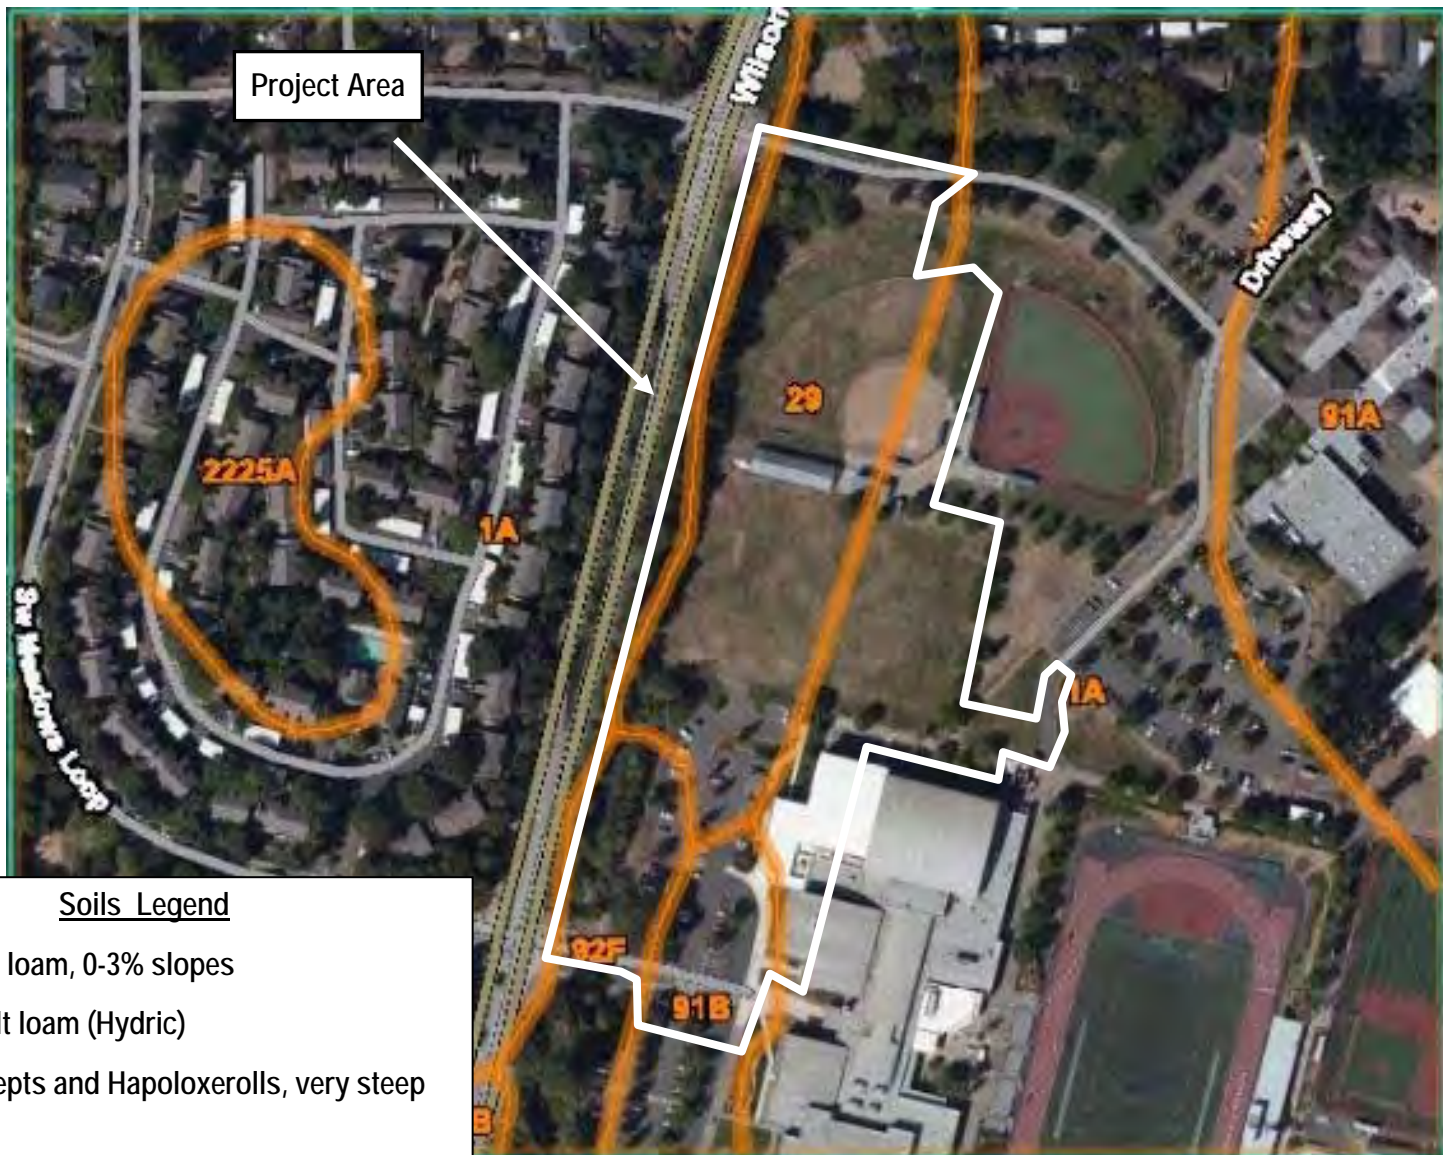 Wilson
Project Area
Driveway
29
91A
2225A
1A
Sw Meadows Loop
1A
Soils Legend
loam, 0-3% slopes
lt loam (Hydric)
epts and Hapoloxerolls, very steep
92F
91B
B